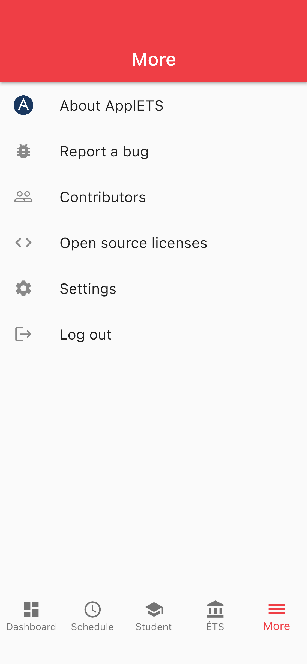 More
About ApplETS
Report a bug
Contributors
Open source licenses
Settings
Log out
Dashboard Schedule Student ÉTS More